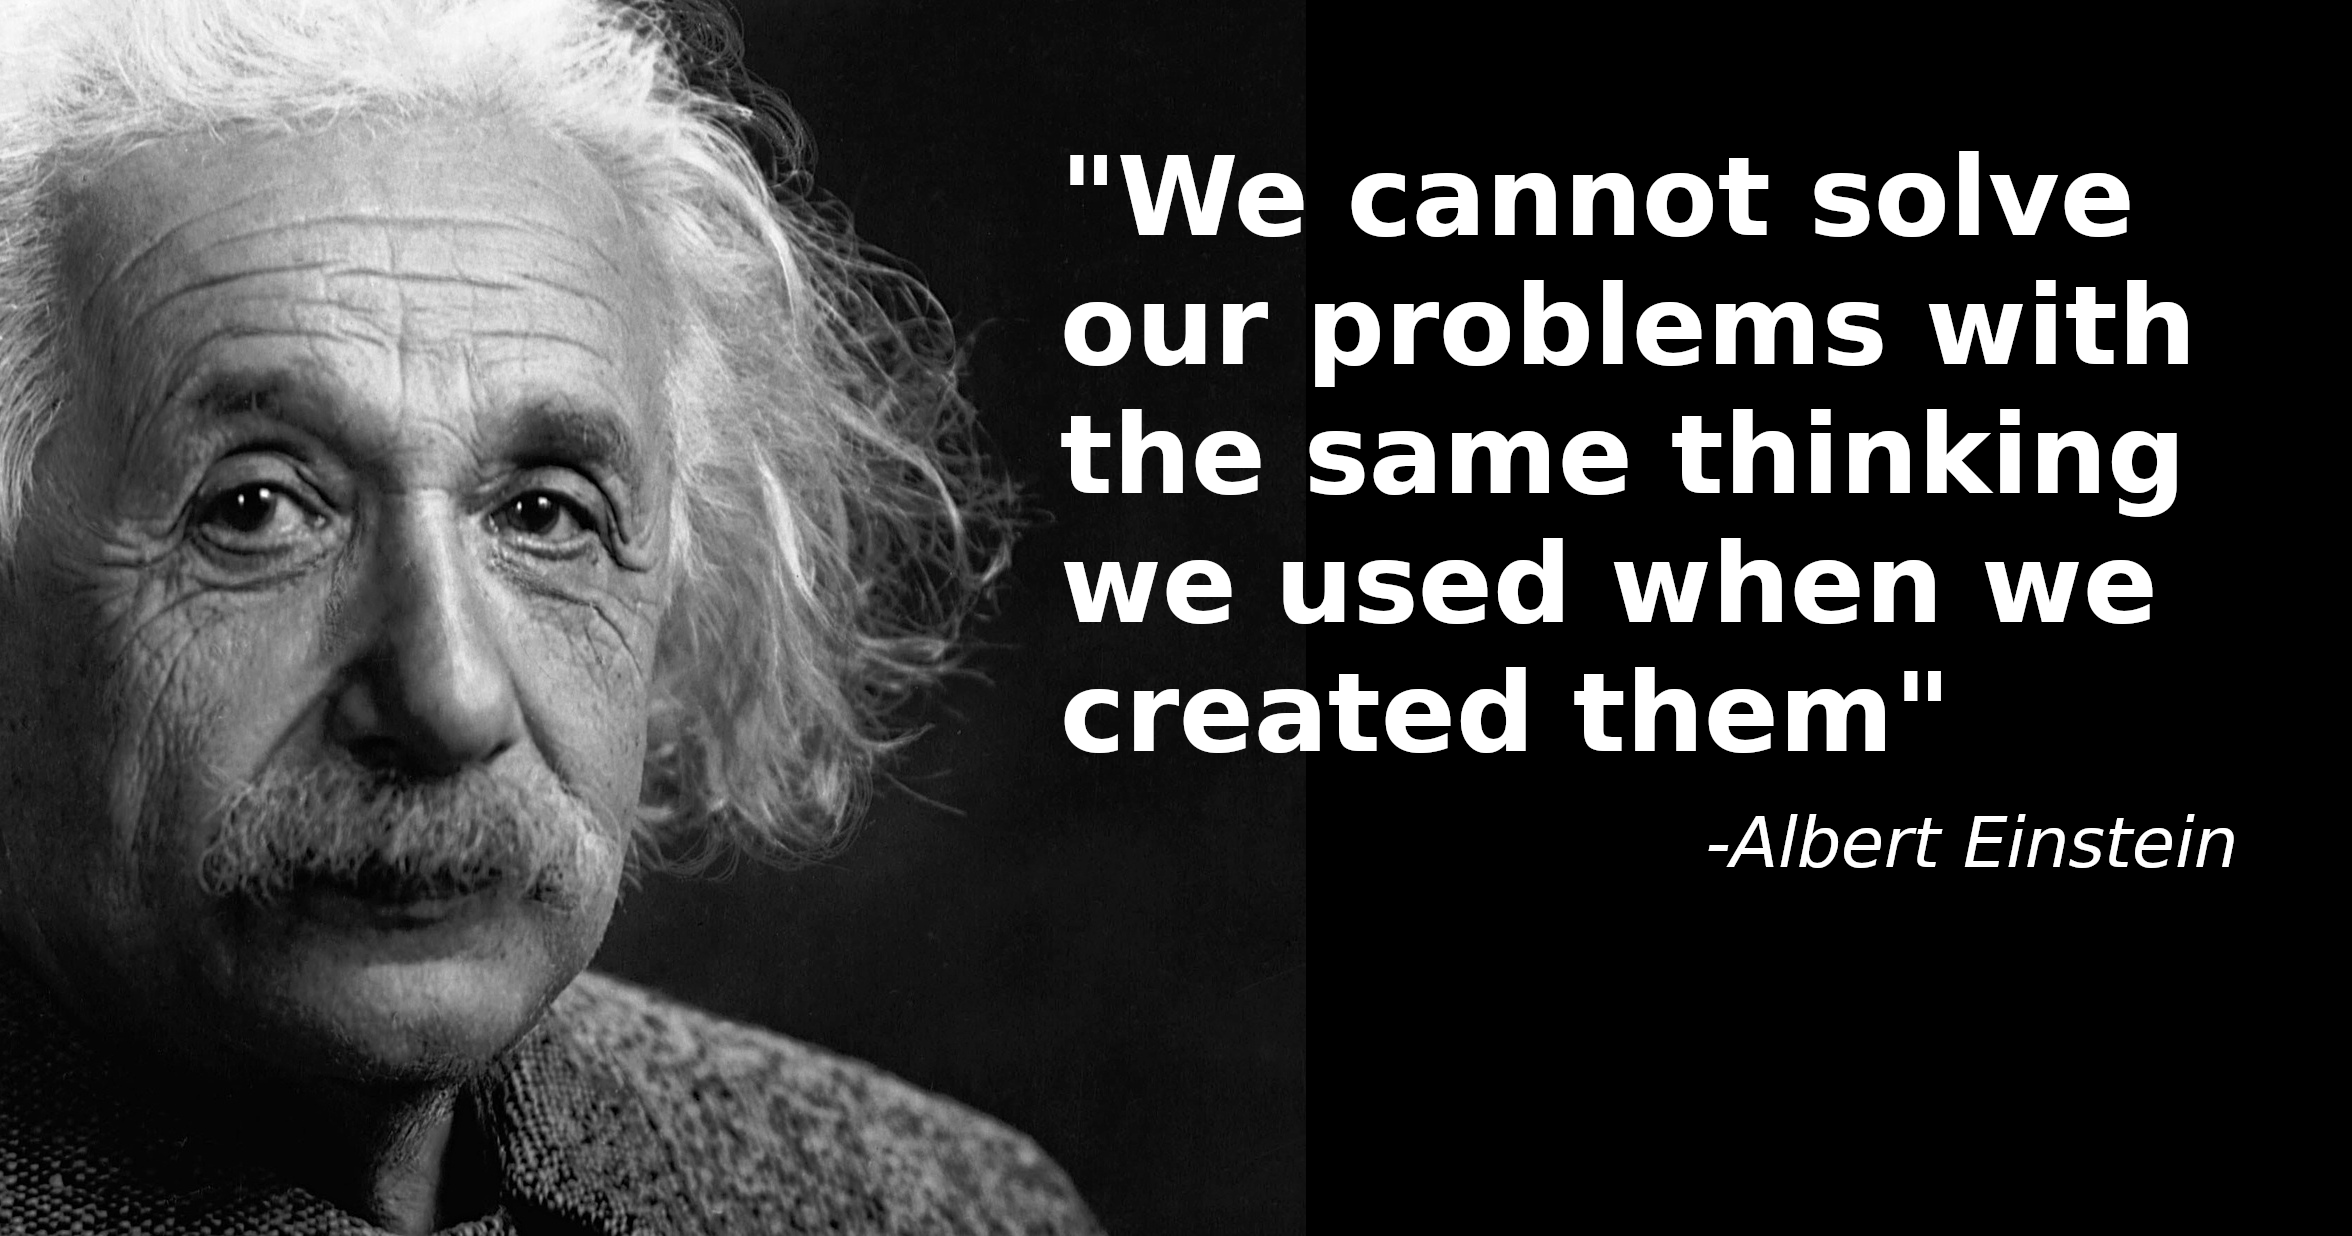 "We cannot solve
our problems with
the same thinking
we used when we
created them"
-Albert Einstein